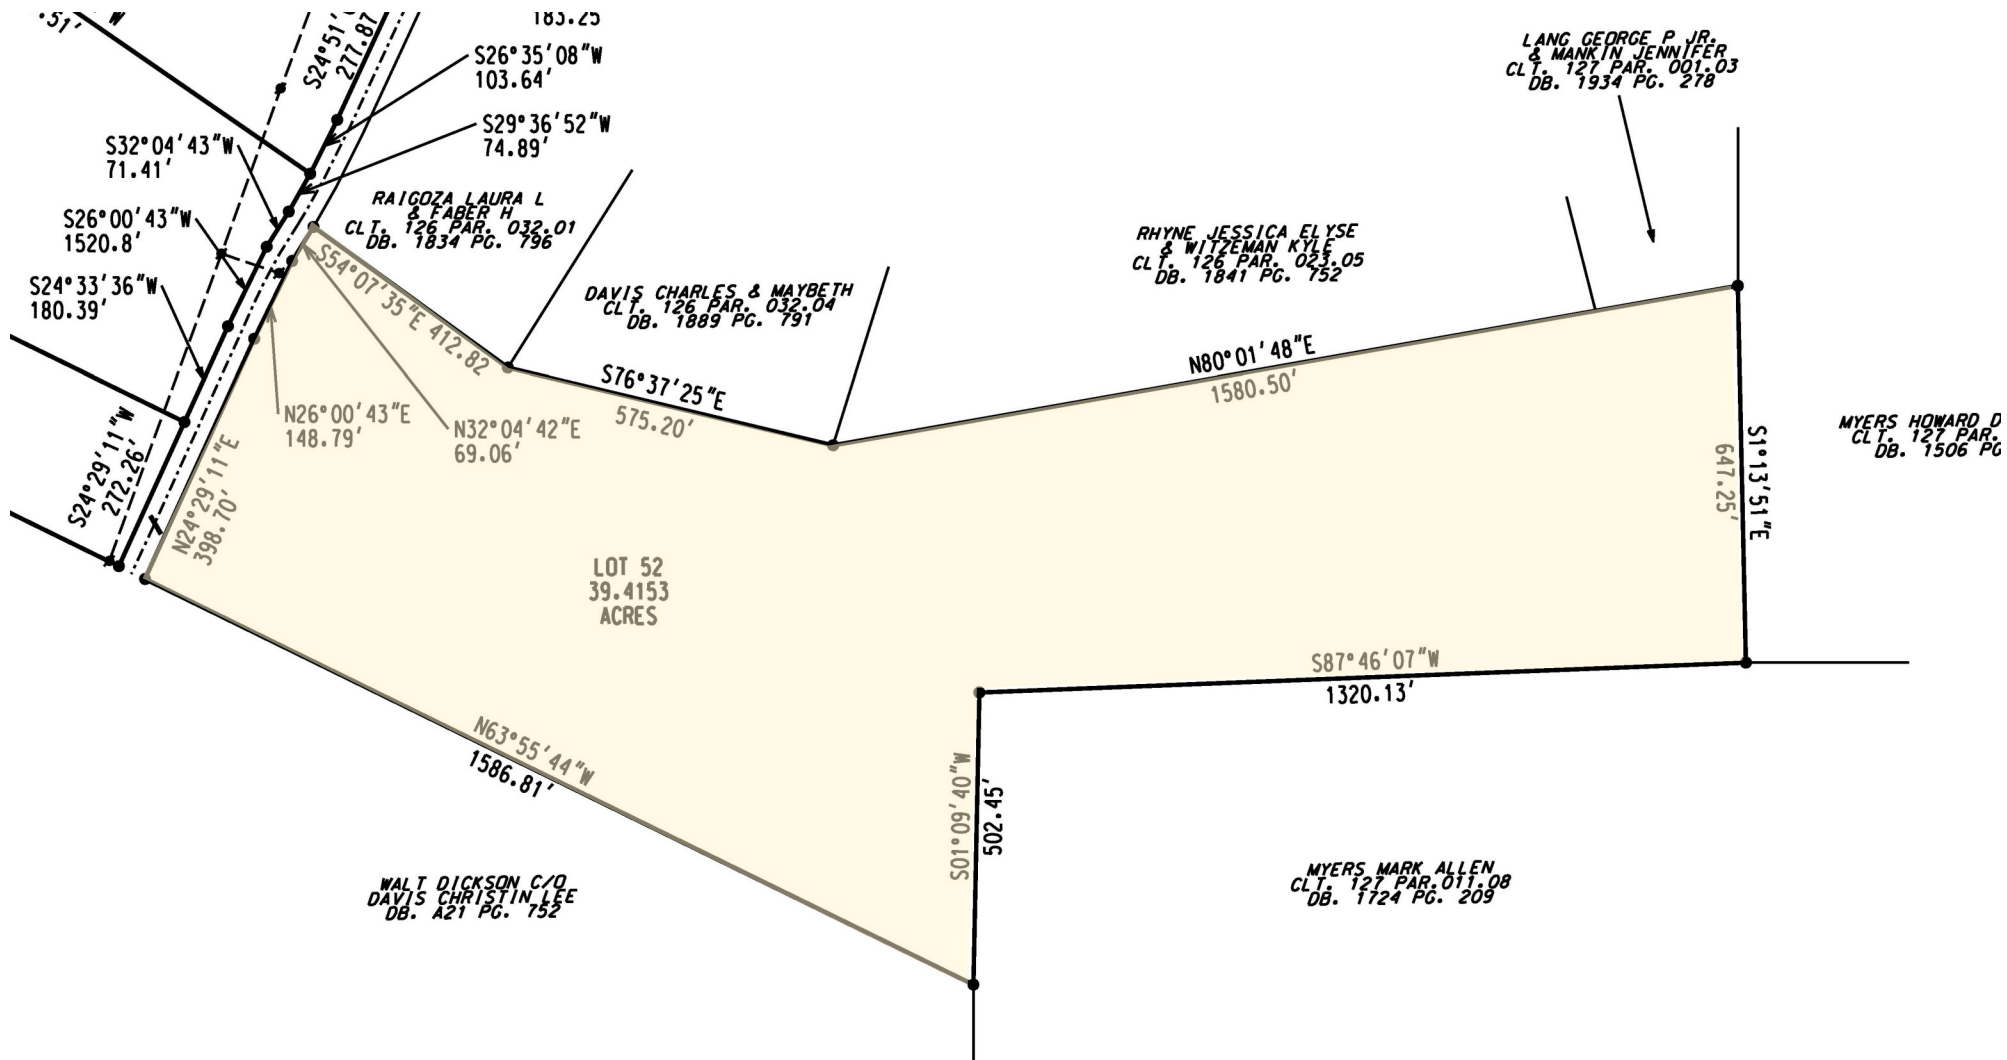 183.25
S24°51'
277.87
S26°35'08"W
103.64'
S29°36'52"W
74.89'
S32°04'43"W
71.41'
S26°00'43"W
1520.8'
S24°33'36"W
180.39'
S24°29'11"W
272.26'
RAIGOZA LAURA L
& FABER H
CLT. 126 PAR. 032.01
DB. 1834 PG. 796
S54°07'35"E 412.82
DAVIS CHARLES & MAYBETH
CLT. 126 PAR. 032.04
DB. 1889 PG. 791
S76°37'25"E
575.20'
RHYNE JESSICA ELYSE
& WITZEMAN KYLE
CLT. 126 PAR. 023.05
DB. 1841 PG. 752
LANG GEORGE P JR.
& MANKIN JENNIFER
CLT. 127 PAR. 001.03
DB. 1934 PG. 278
N80°01'48"E
1580.50'
MYERS HOWARD D
CLT. 127 PAR.
DB. 1506 PG
S1°13'51"E
647.25'
N26°00'43"E
148.79'
N32°04'42"E
69.06'
N24°29'11"E
398.70'
LOT 52
39.4153
ACRES
S87°46'07"W
1320.13'
N63°55'44"W
1586.81'
S01°09'40"W
502.45'
WALT DICKSON C/O
DAVIS CHRISTIN LEE
DB. A21 PG. 752
MYERS MARK ALLEN
CLT. 127 PAR.011.08
DB. 1724 PG. 209